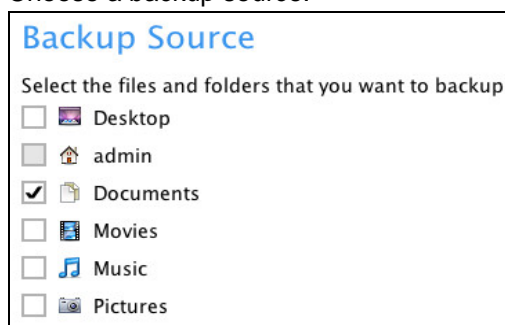 Choose a backup source.
Backup Source
Select the files and folders that you want to backup
Desktop
admin
Documents
Movies
Music
Pictures